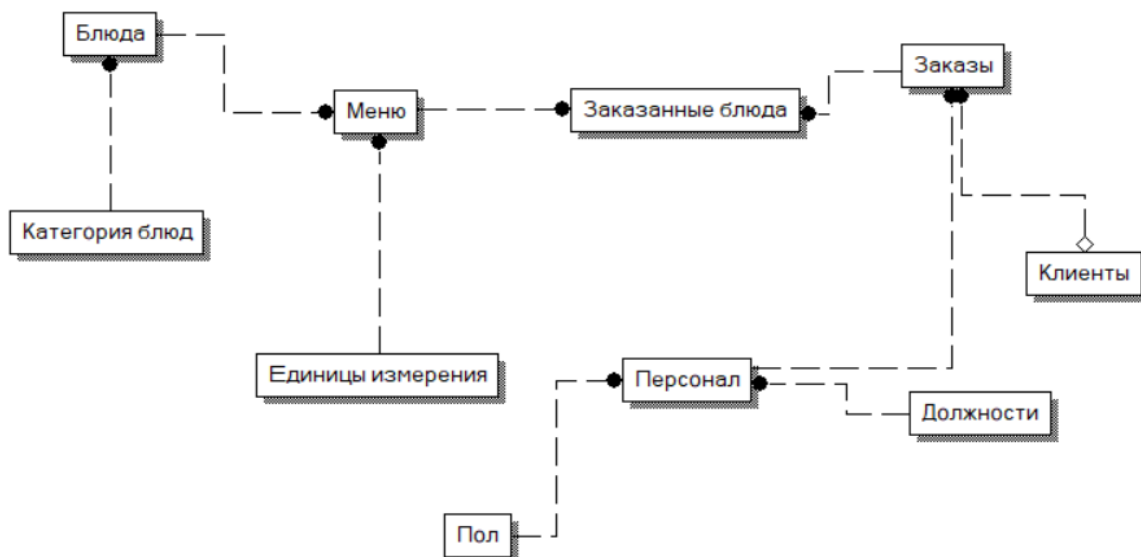 Блюда
Заказы
Меню
Заказанные блюда
Категория блюд
Клиенты
Единицы измерения
Персонал
Должности
Пол